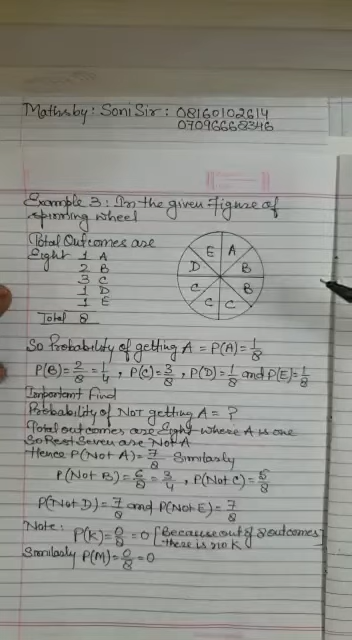 Maths by: Soni Sir: 08160102614
07096668346
Example 3: In the given figure of
spinning wheel
Total Outcomes are
Eight 1 A
2 B
3 C
1 D
1 E
Total 8
E A
D B
C B
C C
So Probability of getting A = P(A) = 1/8
P(B) = 2/8 = 1/4, P(C) = 3/8, P(D) = 1/8 and P(E) = 1/8
Important Find
Probability of Not getting A = ?
Total outcomes are Eight where A is one
So Rest Seven are Not A
Hence P(Not A) = 7/8 Similarly
P(Not B) = 6/8 = 3/4, P(Not C) = 5/8
P(Not D) = 7/8 and P(Not E) = 7/8
Note: P(K) = 0/8 = 0 [Because out of 8 outcomes
there is no K]
Similarly P(M) = 0/8 = 0